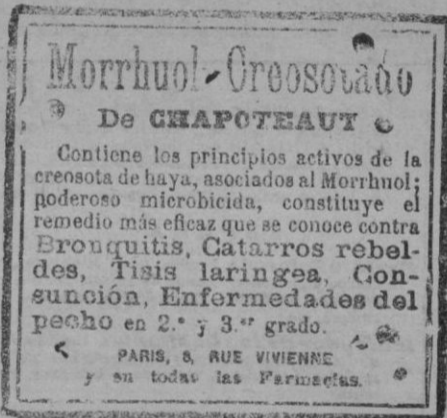 Morrhuol-Creosotado
De CHAPOTEAUT
Contiene los principios activos de la
creosota de haya, asociados al Morrhuol;
poderoso microbicida, constituye el
remedio más eficaz que se conoce contra
Bronquitis, Catarros rebel-
des, Tisis laringea, Con-
sunción, Enfermedades del
pecho en 2.º y 3.er grado.
PARIS, 8, RUE VIVIENNE
y en todas las Farmacias.